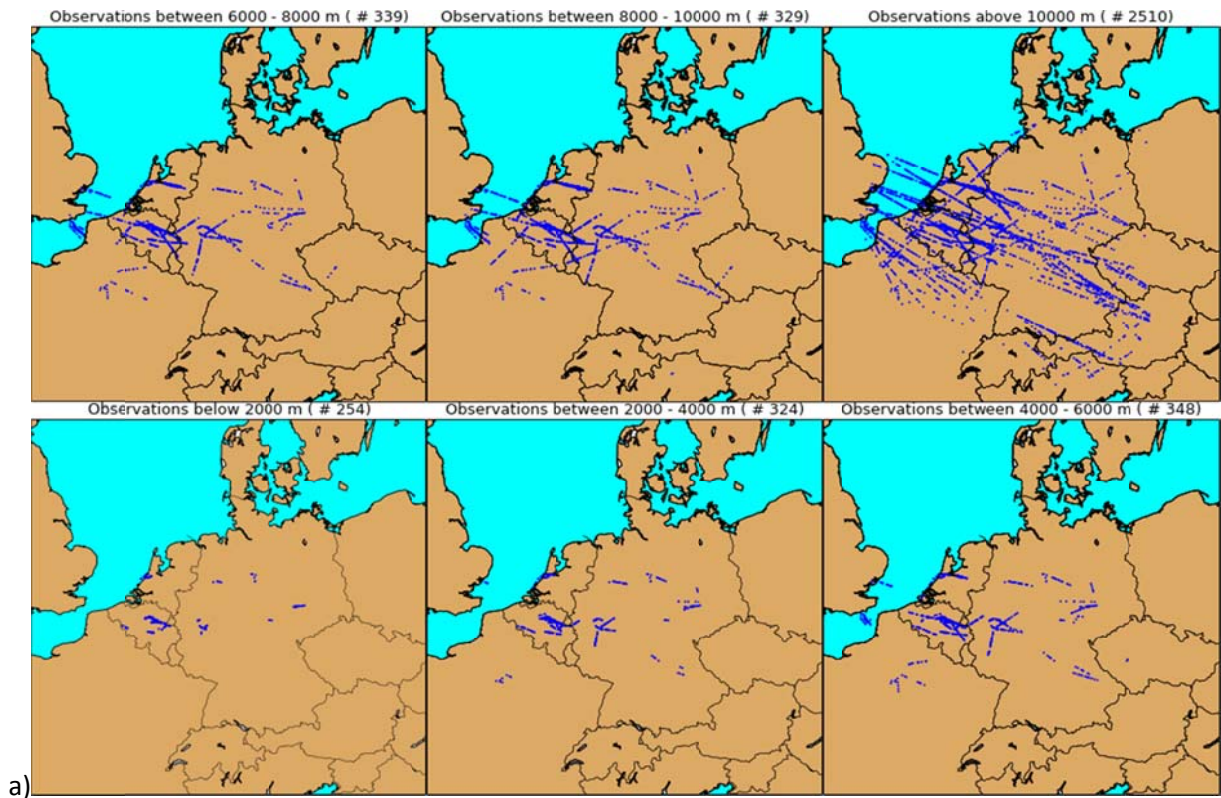 Observations between 6000 - 8000 m ( # 339)
Observations between 8000 - 10000 m ( # 329)
Observations above 10000 m ( # 2510)
Observations below 2000 m ( # 254)
Observations between 2000 - 4000 m ( # 324)
Observations between 4000 - 6000 m ( # 348)
a)